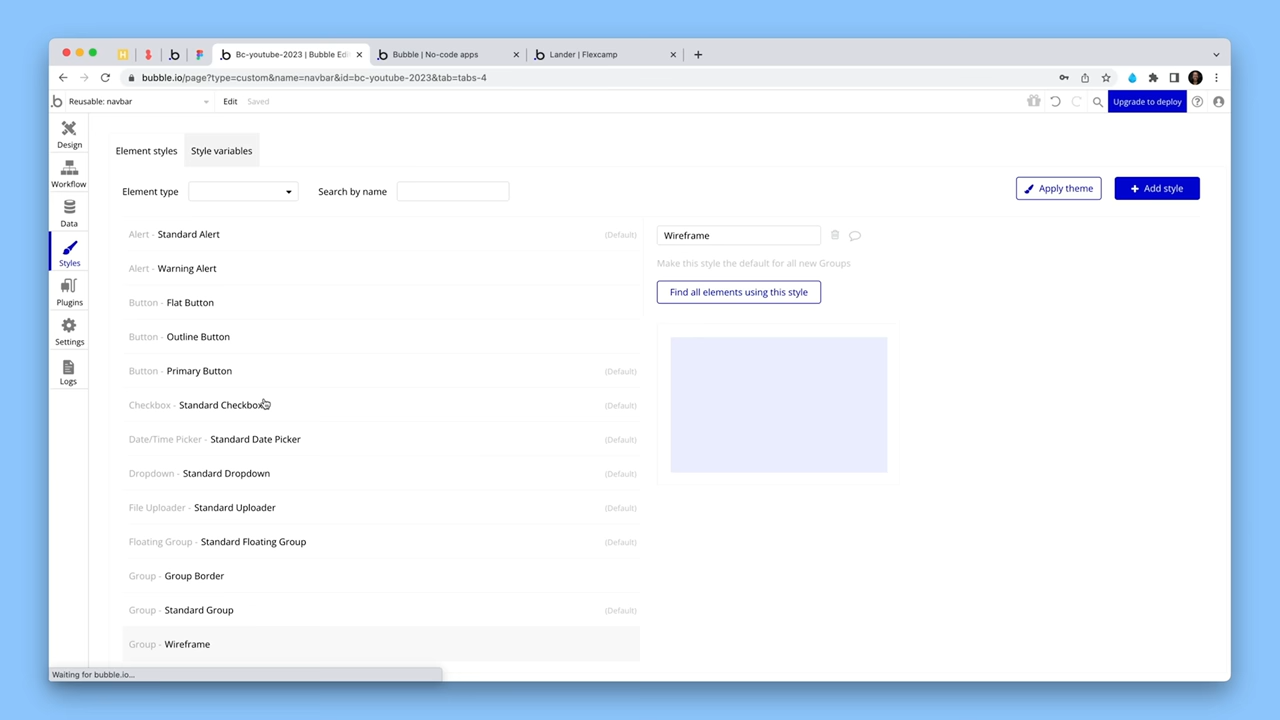 Bc-youtube-2023 | Bubble Edi
Bubble | No-code apps
Lander | Flexcamp
bubble.io/page?type=custom&name=navbar&id=bc-youtube-2023&tab=tabs-4
Reusable: navbar
Edit
Saved
Upgrade to deploy
Design
Workflow
Data
Styles
Plugins
Settings
Logs
Element styles
Style variables
Element type
Search by name
Apply theme
+ Add style
Alert - Standard Alert (Default)
Alert - Warning Alert
Button - Flat Button
Button - Outline Button
Button - Primary Button (Default)
Checkbox - Standard Checkbox (Default)
Date/Time Picker - Standard Date Picker (Default)
Dropdown - Standard Dropdown (Default)
File Uploader - Standard Uploader (Default)
Floating Group - Standard Floating Group (Default)
Group - Group Border
Group - Standard Group (Default)
Group - Wireframe
Wireframe
Make this style the default for all new Groups
Find all elements using this style
Waiting for bubble.io...